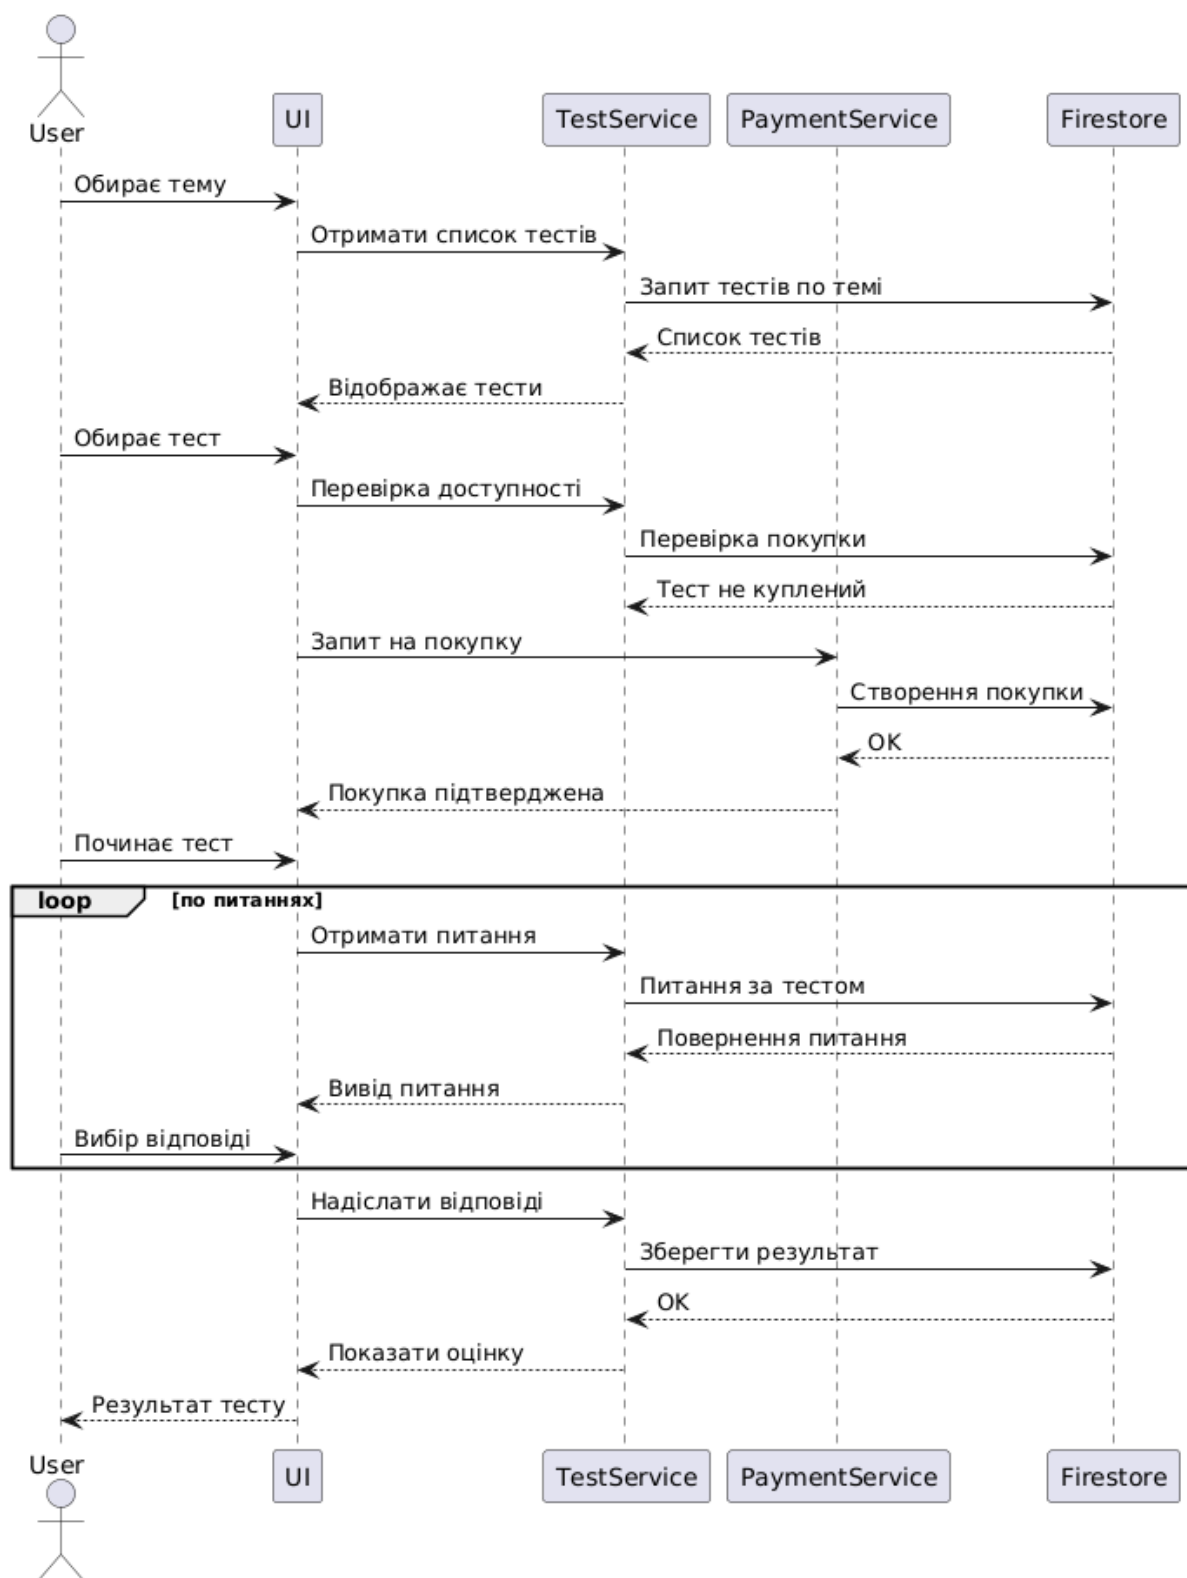 User
UI
TestService
PaymentService
Firestore
Обирає тему
Отримати список тестів
Запит тестів по темі
Список тестів
Відображає тести
Обирає тест
Перевірка доступності
Перевірка покупки
Тест не куплений
Запит на покупку
Створення покупки
OK
Покупка підтверджена
Починає тест
loop [по питаннях]
Отримати питання
Питання за тестом
Повернення питання
Вивід питання
Вибір відповіді
Надіслати відповіді
Зберегти результат
OK
Показати оцінку
Результат тесту
User
UI
TestService
PaymentService
Firestore